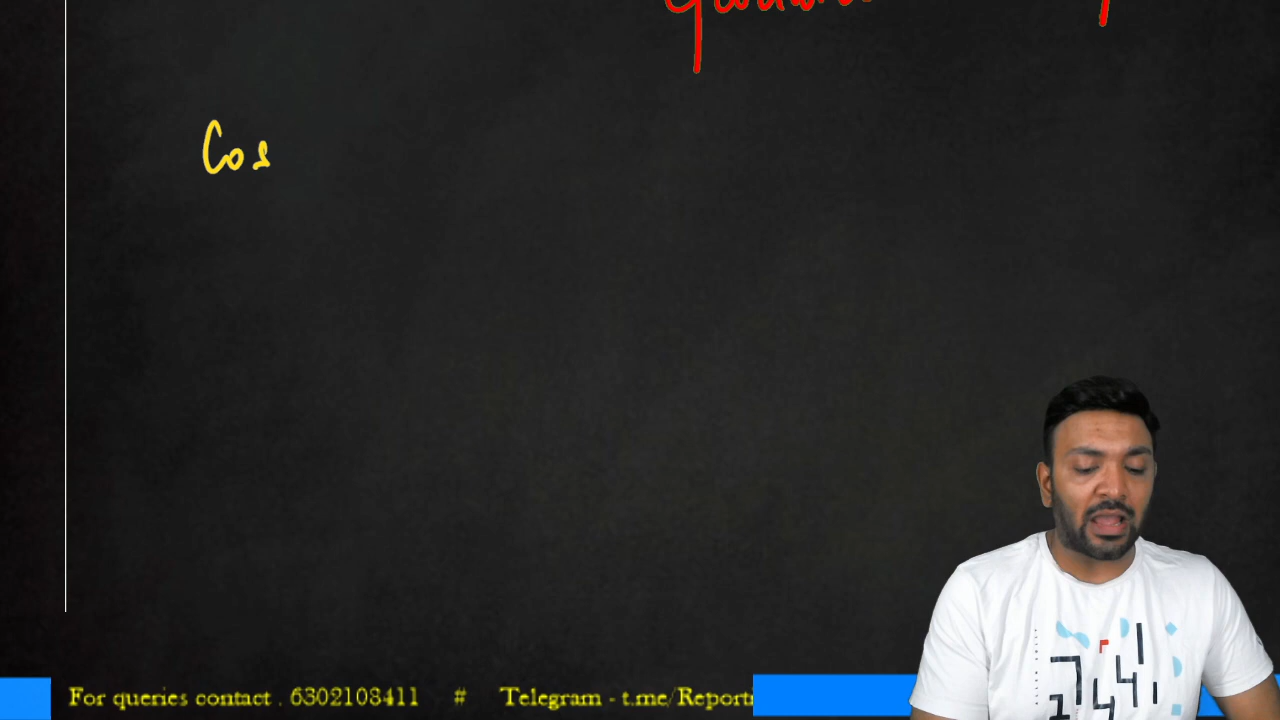 Cos
For queries contact . 6302108411 # Telegram - t.me/Report